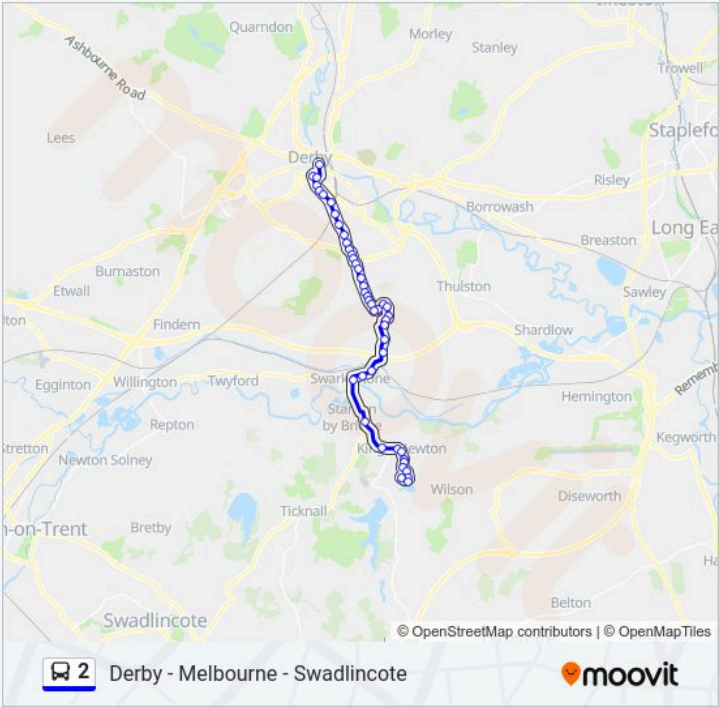 Quarndon
Morley
Stanley
Ashbourne Road
Trowell
Lees
Derby
Risley
Borrowash
Long Ea
Breaston
Burnaston
Etwall
Thulston
Sawley
Findern
Shardlow
Egginton
Willington
Twyford
Hemington
Repton
Kegworth
Newton Solney
Wilson
Diseworth
Ticknall
Bretby
n-on-Trent
Belton
Swadlincote
© OpenStreetMap contributors | © OpenMapTiles
2 Derby - Melbourne - Swadlincote
moovit